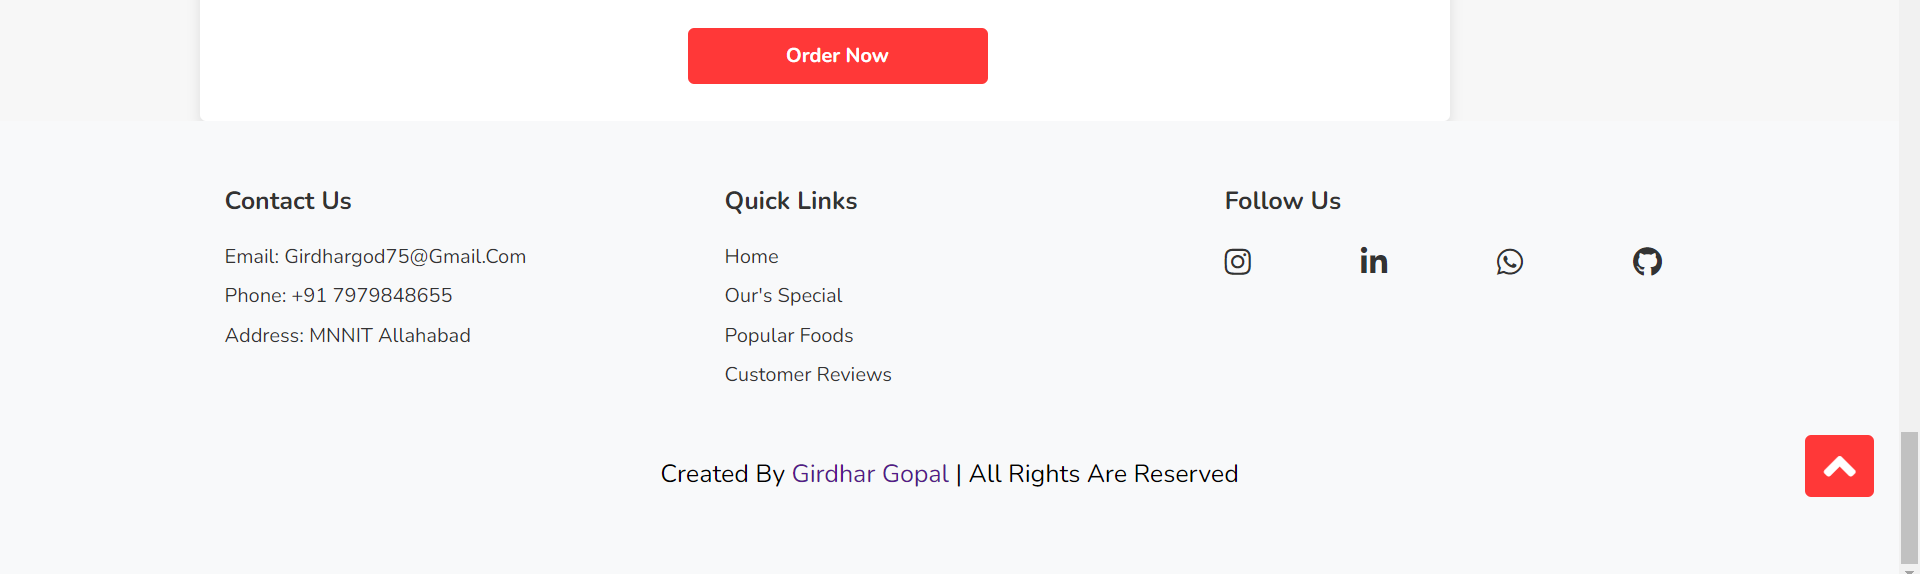 Order Now
Contact Us
Email: Girdhargod75@Gmail.Com
Phone: +91 7979848655
Address: MNNIT Allahabad
Quick Links
Home
Our's Special
Popular Foods
Customer Reviews
Follow Us
Created By Girdhar Gopal | All Rights Are Reserved